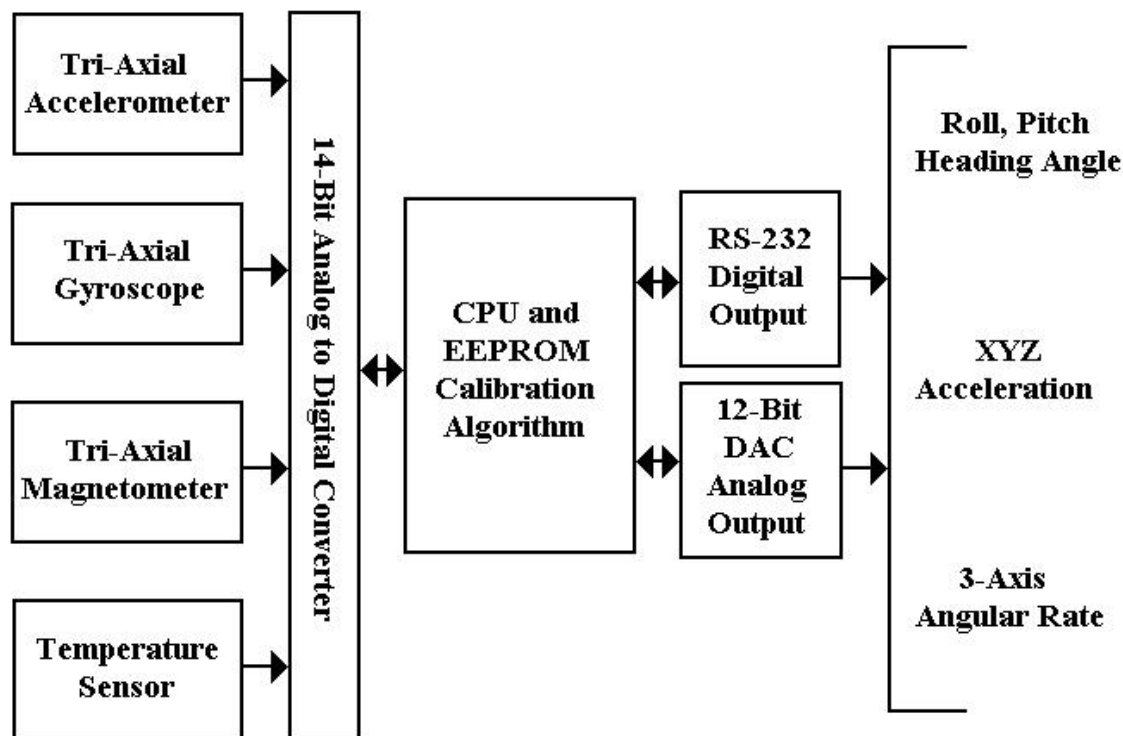 Tri-Axial
Accelerometer
Tri-Axial
Gyroscope
Tri-Axial
Magnetometer
Temperature
Sensor
14-Bit Analog to Digital Converter
CPU and
EEPROM
Calibration
Algorithm
RS-232
Digital
Output
12-Bit
DAC
Analog
Output
Roll, Pitch
Heading Angle
XYZ
Acceleration
3-Axis
Angular Rate